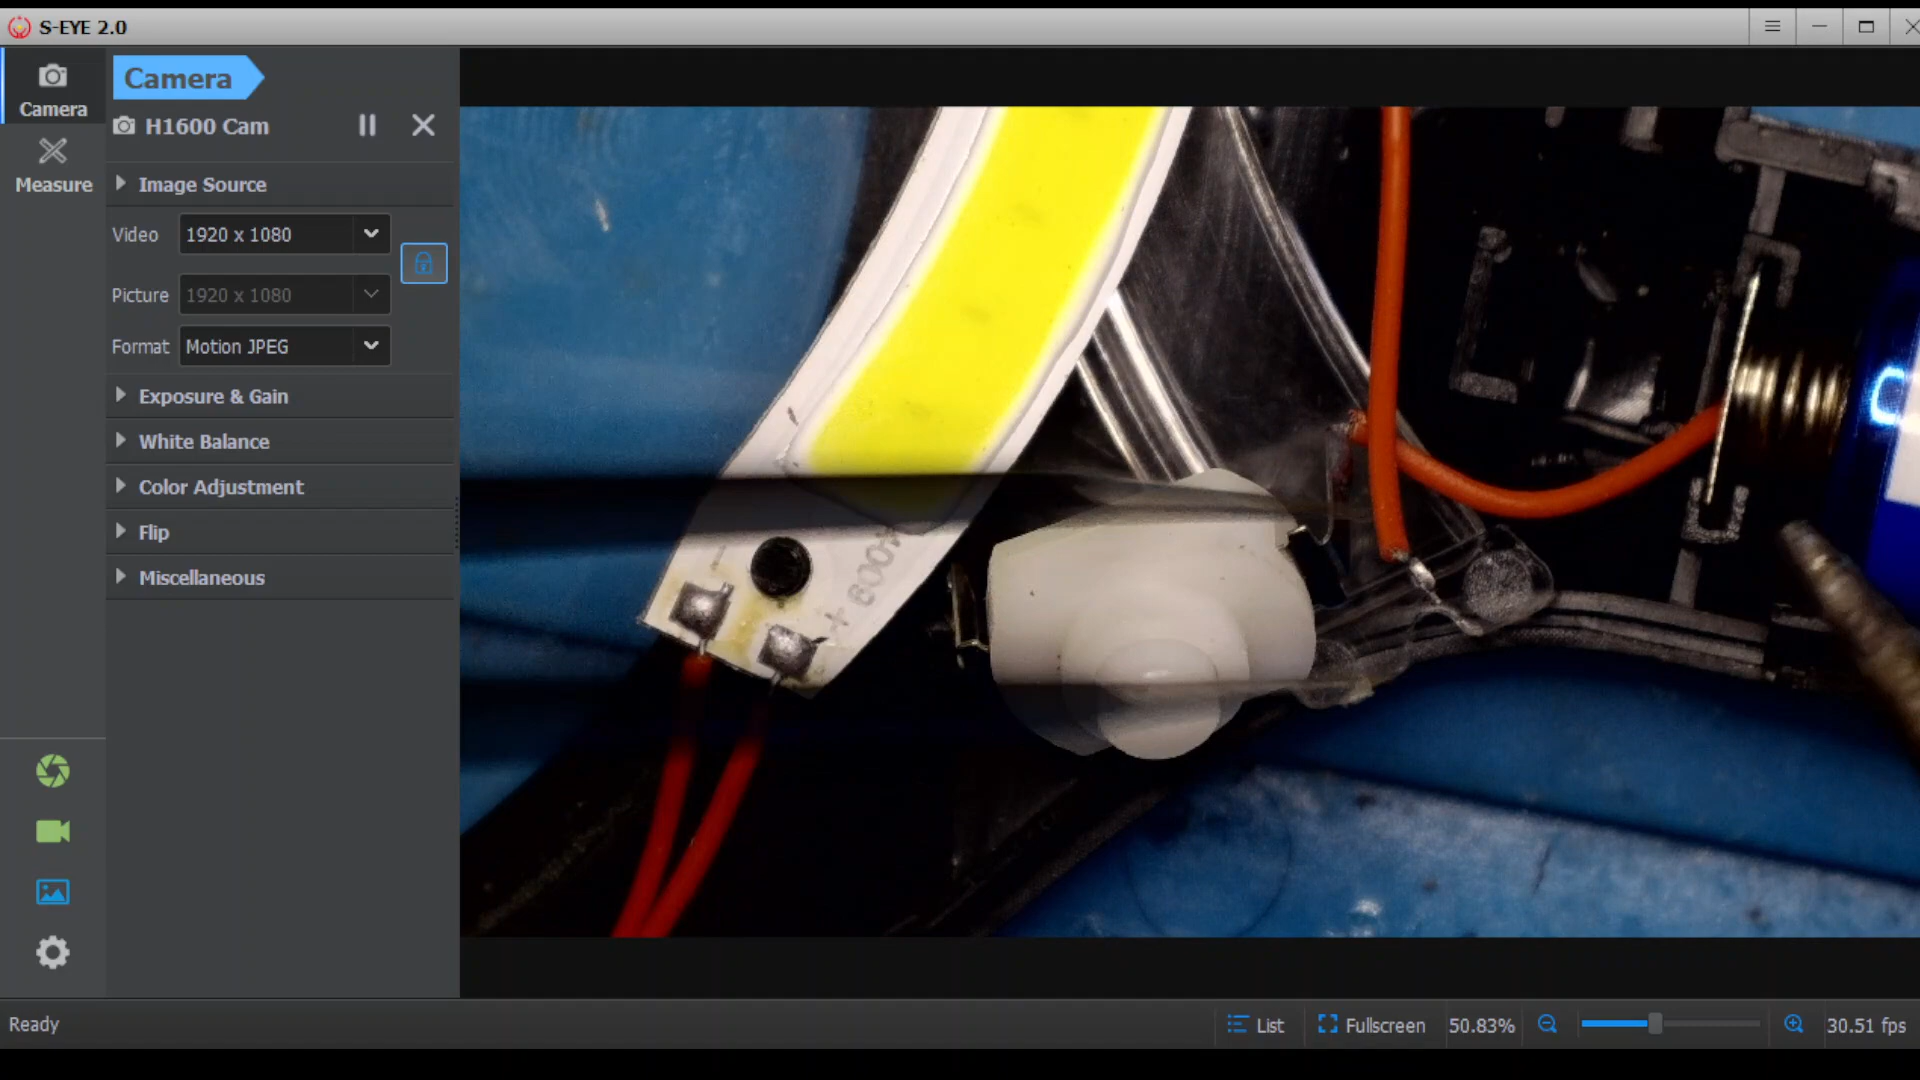 S-EYE 2.0
Camera
Measure
Camera
H1600 Cam
Image Source
Video
1920 x 1080
Picture
1920 x 1080
Format
Motion JPEG
Exposure & Gain
White Balance
Color Adjustment
Flip
Miscellaneous
- +
Ready
List
Fullscreen
50.83%
30.51 fps